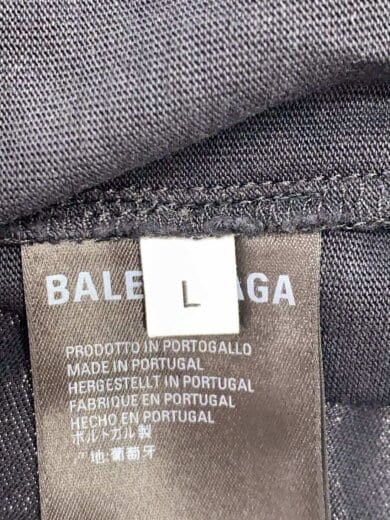 L
BALE AGA
PRODOTTO IN PORTOGALLO
MADE IN PORTUGAL
HERGESTELLT IN PORTUGAL
FABRIQUE EN PORTUGAL
HECHO EN PORTUGAL
ポルトガル製
产地:葡萄牙